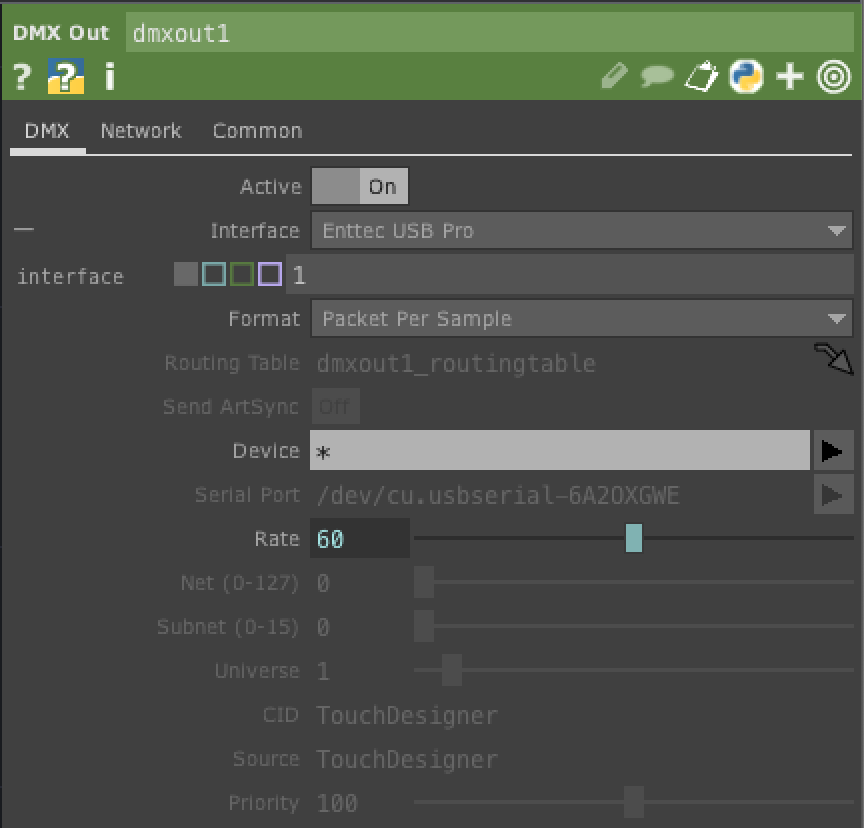 DMX Out dmxout1
? ? i
DMX Network Common
Active On
Interface Enttec USB Pro
interface 1
Format Packet Per Sample
Routing Table dmxout1_routingtable
Send ArtSync Off
Device *
Serial Port /dev/cu.usbserial-6A2OXGWE
Rate 60
Net (0-127) 0
Subnet (0-15) 0
Universe 1
CID TouchDesigner
Source TouchDesigner
Priority 100